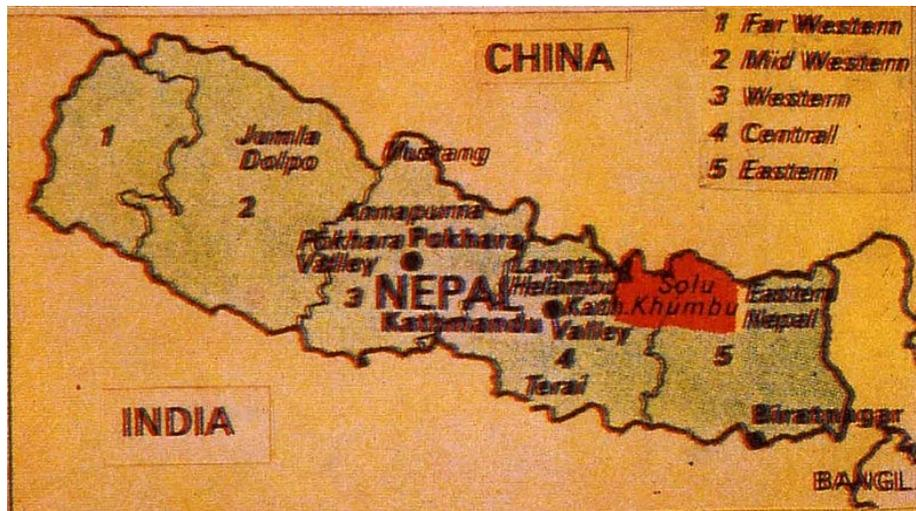 1 Far Western
2 Mid Western
3 Western
4 Central
5 Eastern
CHINA
1
Jumla
Dolpo
2
Mustang
Annapurna
Pokhara
Valley
Pokhara
3
NEPAL
Kathmandu
Langtang
Helambu
Kath.
Valley
4
Terai
Solu
Khumbu
Eastern
Nepal
5
Biratnagar
INDIA
BANGL